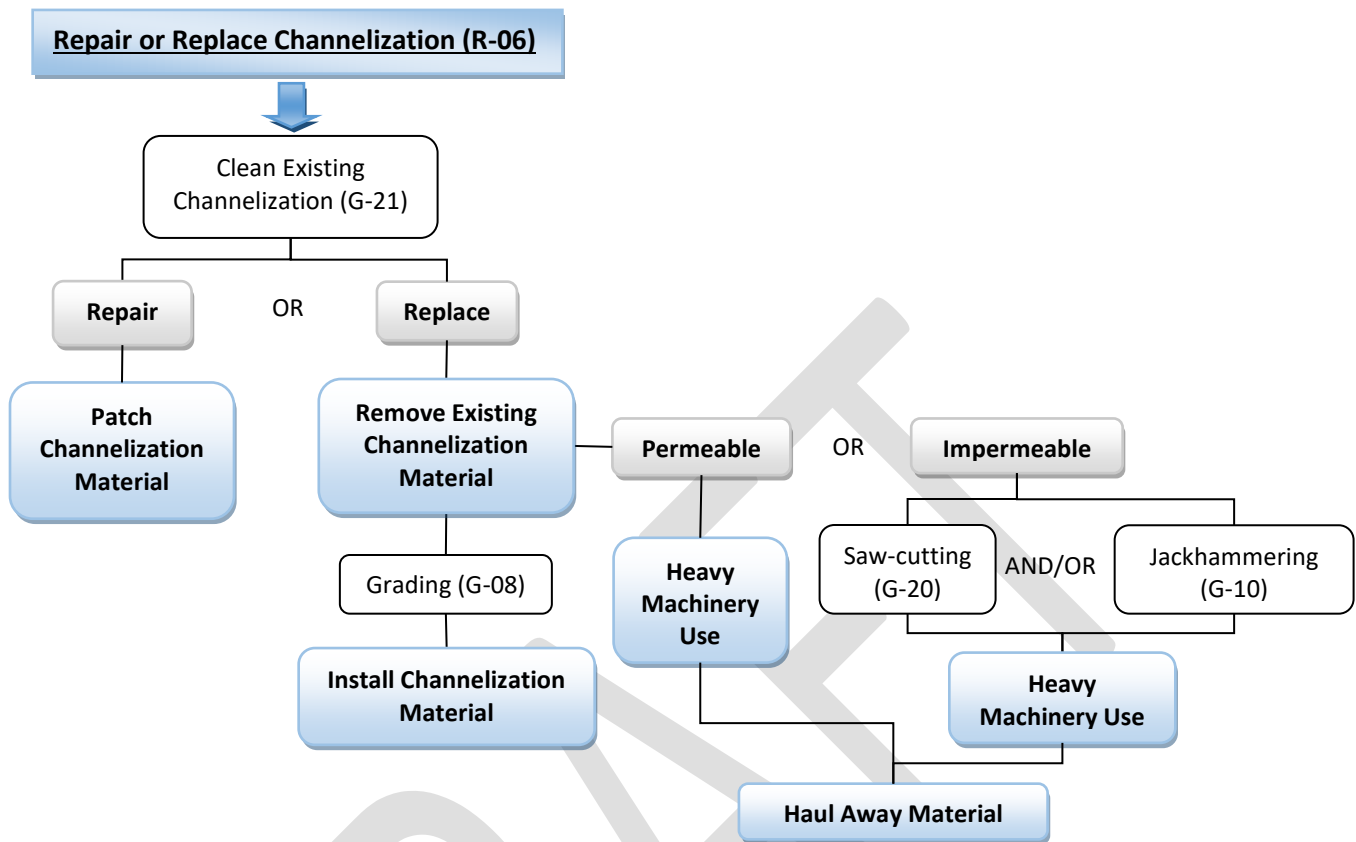 Repair or Replace Channelization (R-06)
Clean Existing
Channelization (G-21)
Repair
OR
Replace
Patch
Channelization
Material
Remove Existing
Channelization
Material
Permeable
OR
Impermeable
Grading (G-08)
Heavy
Machinery
Use
Saw-cutting
(G-20)
AND/OR
Jackhammering
(G-10)
Install Channelization
Material
Heavy
Machinery Use
Haul Away Material